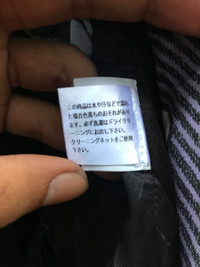 この商品は水や汗などで濡れ
た場合色落ちのおそれがあり
ます。必ず洗濯はドライクリ
ーニングにお出し下さい。
クリーニングネットをご使用
下さい。